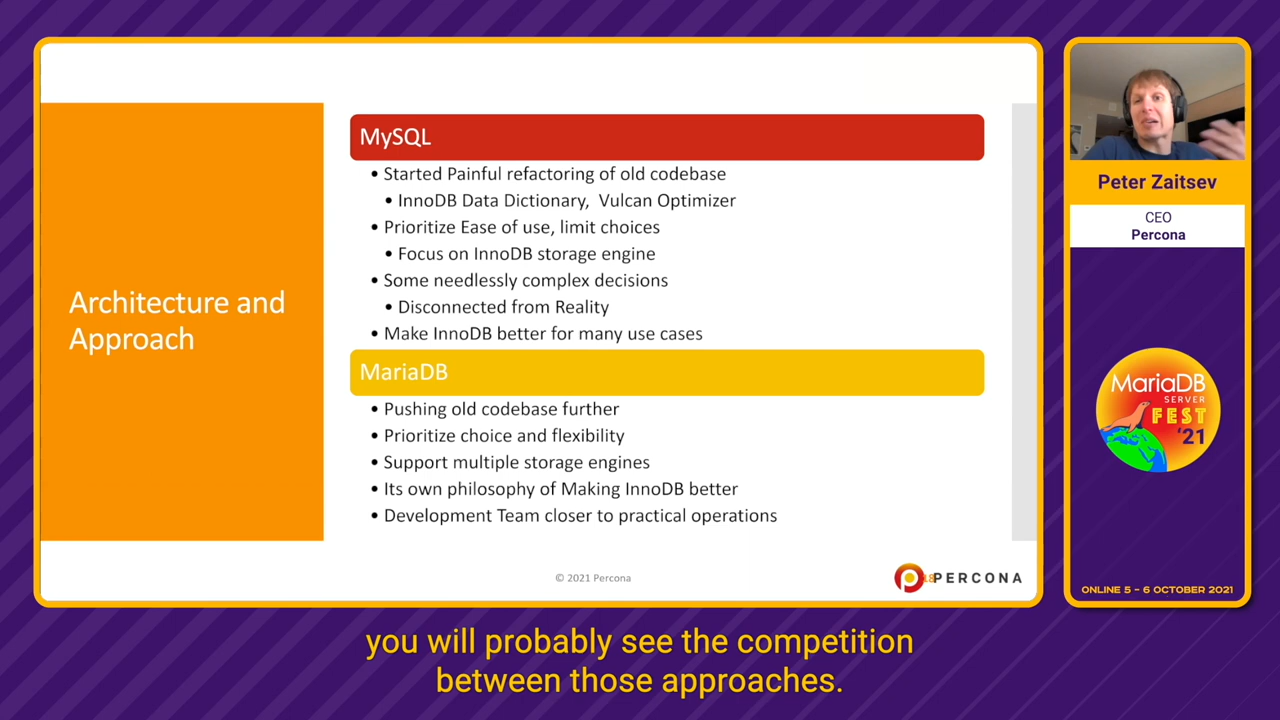 Architecture and
Approach
MySQL
• Started Painful refactoring of old codebase
• InnoDB Data Dictionary, Vulcan Optimizer
• Prioritize Ease of use, limit choices
• Focus on InnoDB storage engine
• Some needlessly complex decisions
• Disconnected from Reality
• Make InnoDB better for many use cases
MariaDB
• Pushing old codebase further
• Prioritize choice and flexibility
• Support multiple storage engines
• Its own philosophy of Making InnoDB better
• Development Team closer to practical operations
© 2021 Percona
18
PERCONA
Peter Zaitsev
CEO
Percona
MariaDB
SERVER
FEST
'21
ONLINE 5 - 6 OCTOBER 2021
you will probably see the competition
between those approaches.